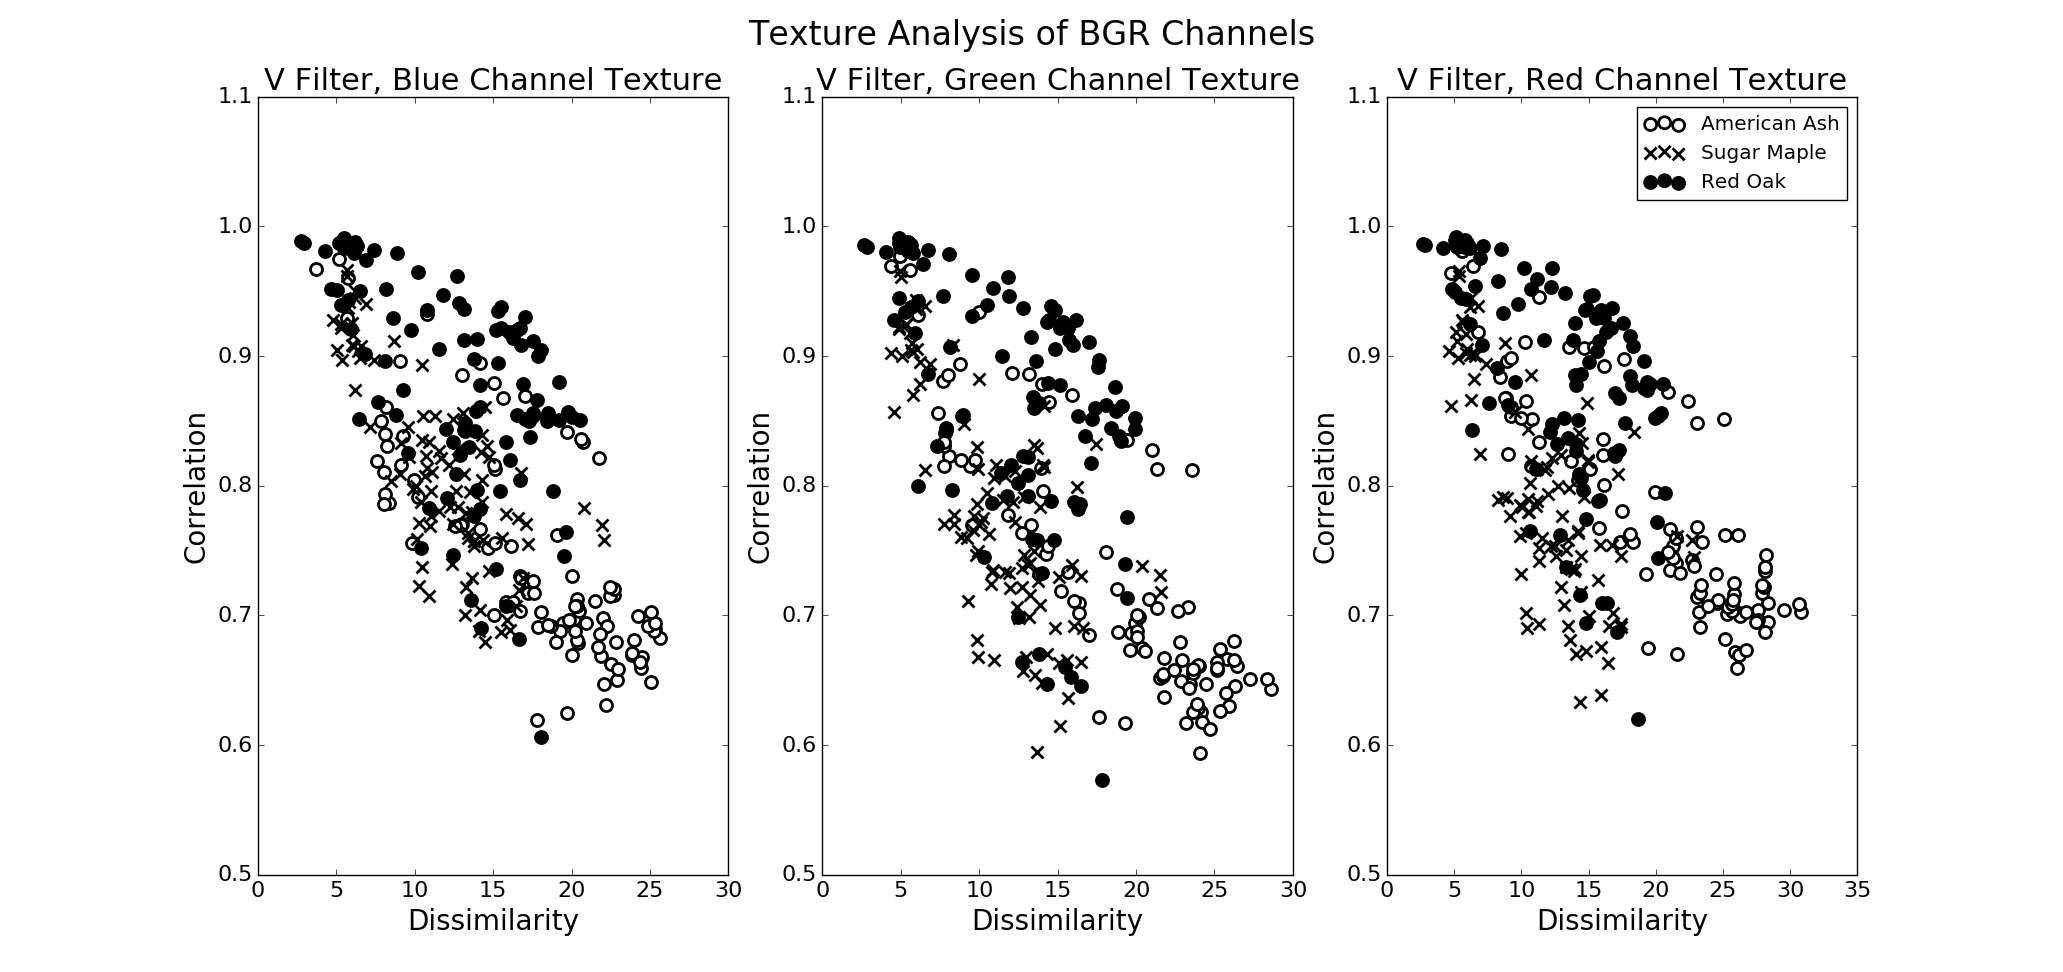 Texture Analysis of BGR Channels
V Filter, Blue Channel Texture
1.1
1.0
0.9
0.8
0.7
0.6
0.5
Correlation
0 5 10 15 20 25 30
Dissimilarity
V Filter, Green Channel Texture
1.1
1.0
0.9
0.8
0.7
0.6
0.5
Correlation
0 5 10 15 20 25 30
Dissimilarity
V Filter, Red Channel Texture
1.1
1.0
0.9
0.8
0.7
0.6
0.5
Correlation
American Ash
Sugar Maple
Red Oak
0 5 10 15 20 25 30 35
Dissimilarity